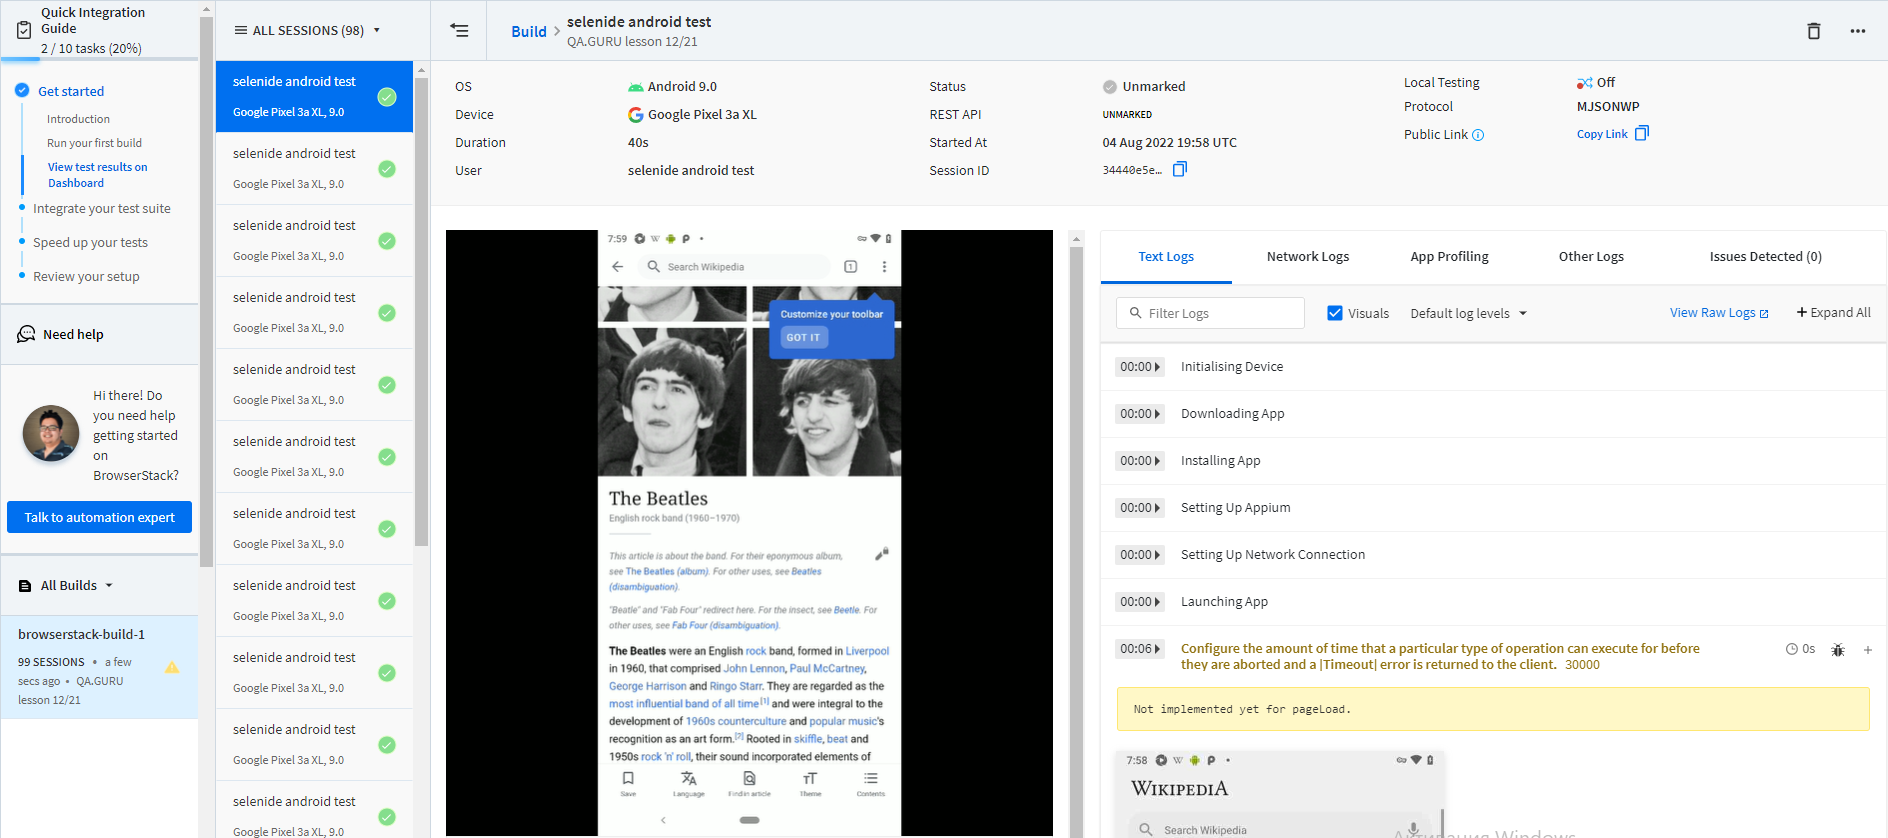 Quick Integration
Guide
2 / 10 tasks (20%)
Get started
Introduction
Run your first build
View test results on
Dashboard
Integrate your test suite
Speed up your tests
Review your setup
Need help
Hi there! Do
you need help
getting started
on
BrowserStack?
Talk to automation expert
All Builds
browserstack-build-1
99 SESSIONS • a few
secs ago • QA.GURU
lesson 12/21
ALL SESSIONS (98)
selenide android test
Google Pixel 3a XL, 9.0
selenide android test
Google Pixel 3a XL, 9.0
selenide android test
Google Pixel 3a XL, 9.0
selenide android test
Google Pixel 3a XL, 9.0
selenide android test
Google Pixel 3a XL, 9.0
selenide android test
Google Pixel 3a XL, 9.0
selenide android test
Google Pixel 3a XL, 9.0
selenide android test
Google Pixel 3a XL, 9.0
selenide android test
Google Pixel 3a XL, 9.0
selenide android test
Google Pixel 3a XL, 9.0
selenide android test
Google Pixel 3a XL, 9.0
Build > selenide android test
QA.GURU lesson 12/21
OS Android 9.0
Device Google Pixel 3a XL
Duration 40s
User selenide android test
Status Unmarked
REST API UNMARKED
Started At 04 Aug 2022 19:58 UTC
Session ID 34440e5e…
Local Testing Off
Protocol MJSONWP
Public Link Copy Link
7:59 W P •
Search Wikipedia 1
Customize your toolbar
GOT IT
The Beatles
English rock band (1960–1970)
This article is about the band. For their eponymous album,
see The Beatles (album). For other uses, see Beatles
(disambiguation).
"Beatle" and "Fab Four" redirect here. For the insect, see Beetle. For
other uses, see Fab Four (disambiguation).
The Beatles were an English rock band, formed in Liverpool
in 1960, that comprised John Lennon, Paul McCartney,
George Harrison and Ringo Starr. They are regarded as the
most influential band of all time[1] and were integral to the
development of 1960s counterculture and popular music's
recognition as an art form.[2] Rooted in skiffle, beat and
1950s rock 'n' roll, their sound incorporated elements of
Save Language Find in article Theme Contents
Text Logs Network Logs App Profiling Other Logs Issues Detected (0)
Filter Logs Visuals Default log levels View Raw Logs + Expand All
00:00 Initialising Device
00:00 Downloading App
00:00 Installing App
00:00 Setting Up Appium
00:00 Setting Up Network Connection
00:00 Launching App
00:06 Configure the amount of time that a particular type of operation can execute for before 0s +
they are aborted and a |Timeout| error is returned to the client. 30000
Not implemented yet for pageLoad.
7:58 W P •
WIKIPEDIA
Search Wikipedia
Активация Windows